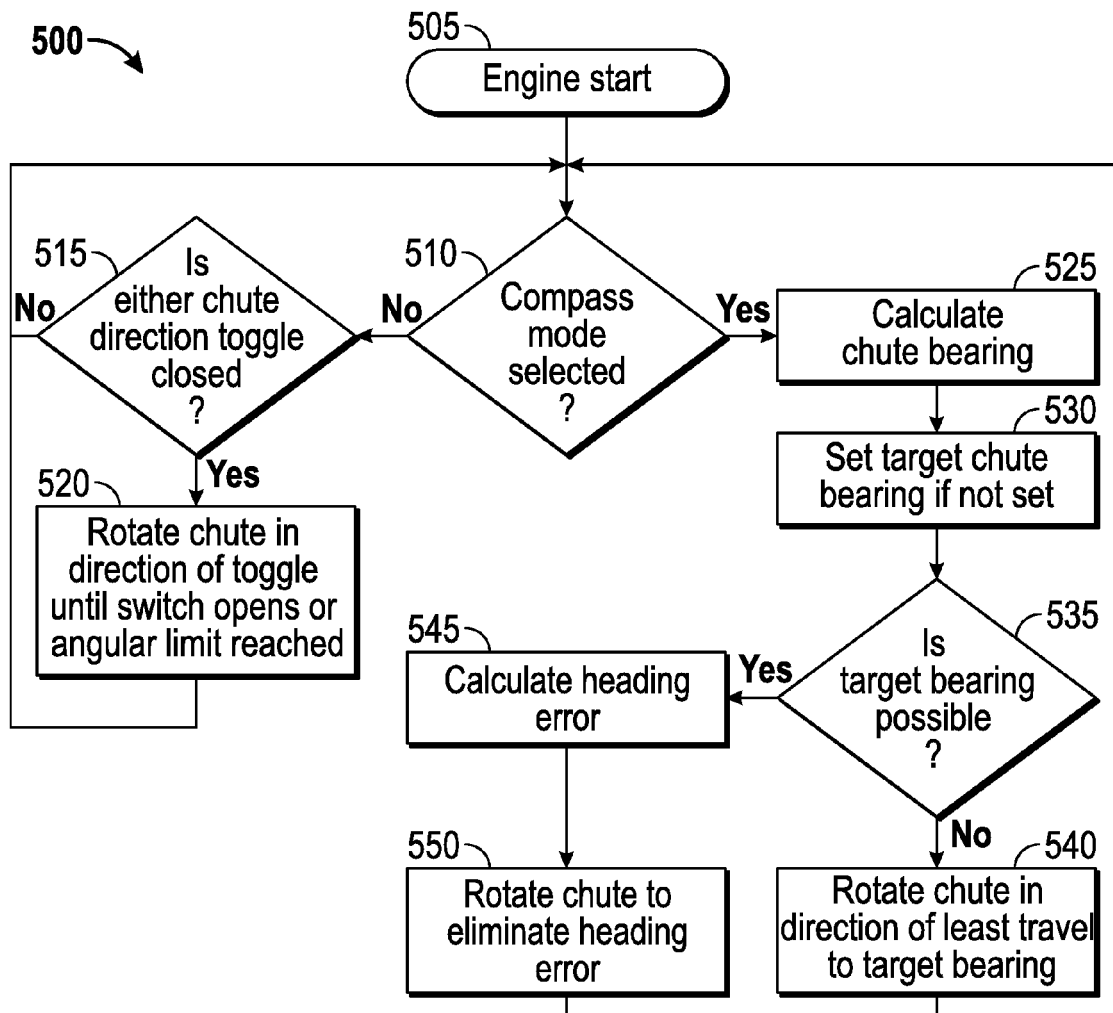 500
505
Engine start
515
Is
either chute
direction toggle
closed
?
No
Yes
510
Compass
mode
selected
?
No
Yes
525
Calculate
chute bearing
530
Set target chute
bearing if not set
520
Rotate chute in
direction of toggle
until switch opens or
angular limit reached
535
Is
target bearing
possible
?
Yes
No
545
Calculate heading
error
550
Rotate chute to
eliminate heading
error
540
Rotate chute in
direction of least travel
to target bearing